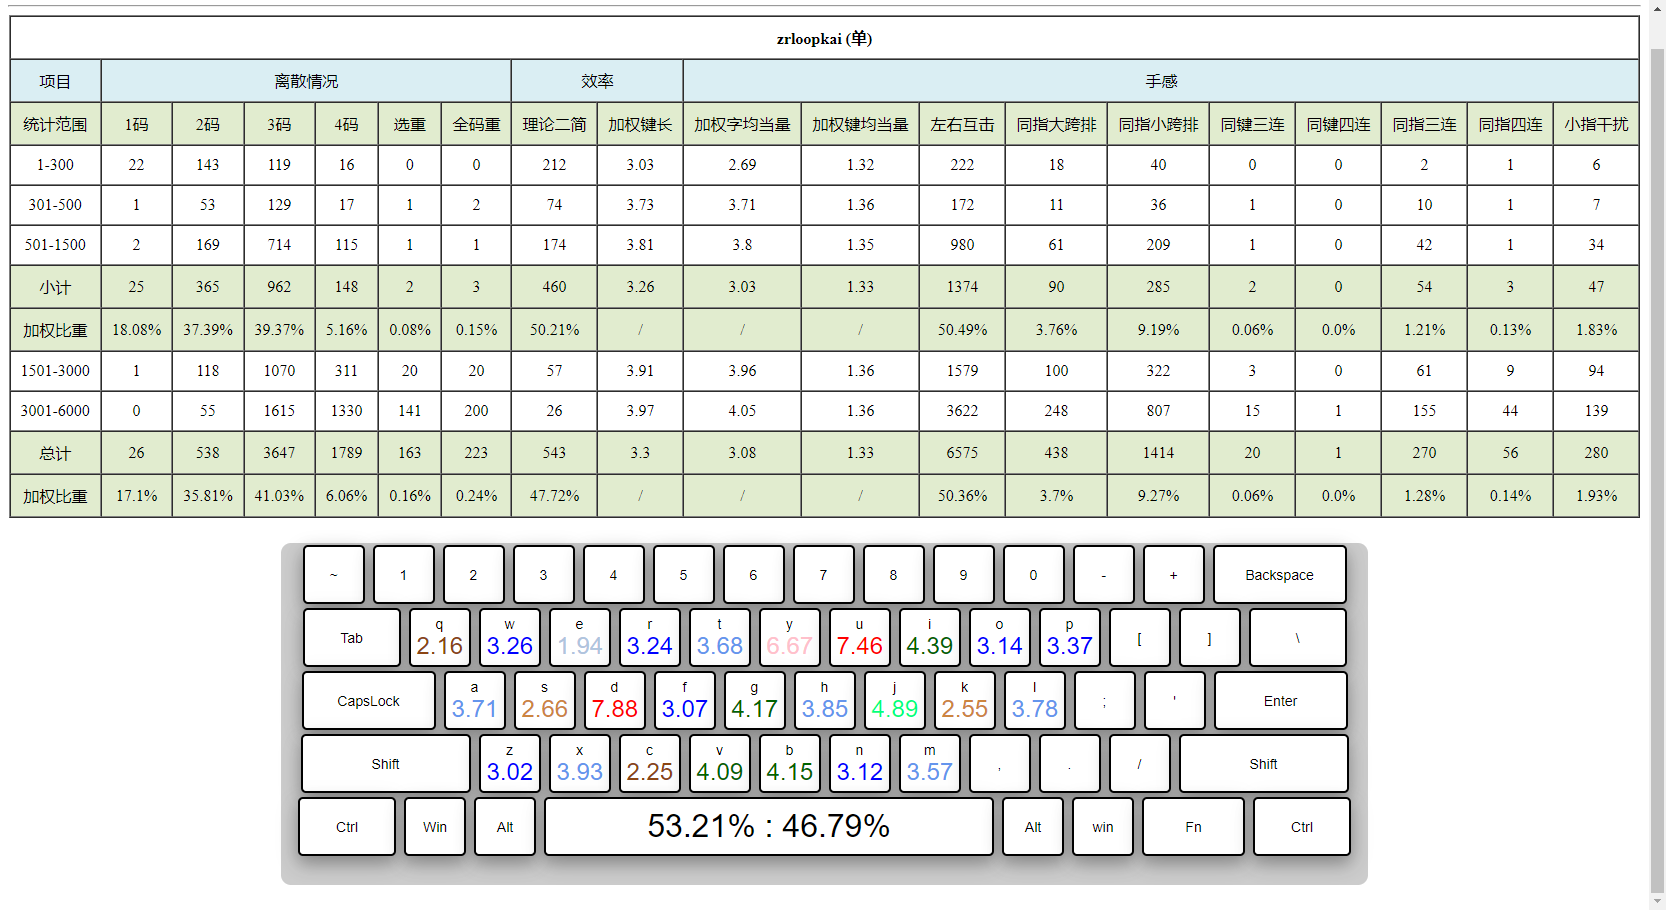 zrloopkai (单)
项目 离散情况 效率 手感
统计范围 1码 2码 3码 4码 选重 全码重 理论二简 加权键长 加权字均当量 加权键均当量 左右互击 同指大跨排 同指小跨排 同键三连 同键四连 同指三连 同指四连 小指干扰
1-300 22 143 119 16 0 0 212 3.03 2.69 1.32 222 18 40 0 0 2 1 6
301-500 1 53 129 17 1 2 74 3.73 3.71 1.36 172 11 36 1 0 10 1 7
501-1500 2 169 714 115 1 1 174 3.81 3.8 1.35 980 61 209 1 0 42 1 34
小计 25 365 962 148 2 3 460 3.26 3.03 1.33 1374 90 285 2 0 54 3 47
加权比重 18.08% 37.39% 39.37% 5.16% 0.08% 0.15% 50.21% / / / 50.49% 3.76% 9.19% 0.06% 0.0% 1.21% 0.13% 1.83%
1501-3000 1 118 1070 311 20 20 57 3.91 3.96 1.36 1579 100 322 3 0 61 9 94
3001-6000 0 55 1615 1330 141 200 26 3.97 4.05 1.36 3622 248 807 15 1 155 44 139
总计 26 538 3647 1789 163 223 543 3.3 3.08 1.33 6575 438 1414 20 1 270 56 280
加权比重 17.1% 35.81% 41.03% 6.06% 0.16% 0.24% 47.72% / / / 50.36% 3.7% 9.27% 0.06% 0.0% 1.28% 0.14% 1.93%
~ 1 2 3 4 5 6 7 8 9 0 - + Backspace
q w e r t y u i o p
Tab 2.16 3.26 1.94 3.24 3.68 6.67 7.46 4.39 3.14 3.37 [ ] \
a s d f g h j k l
CapsLock 3.71 2.66 7.88 3.07 4.17 3.85 4.89 2.55 3.78 ; ' Enter
z x c v b n m
Shift 3.02 3.93 2.25 4.09 4.15 3.12 3.57 , . / Shift
Ctrl Win Alt 53.21% : 46.79% Alt win Fn Ctrl